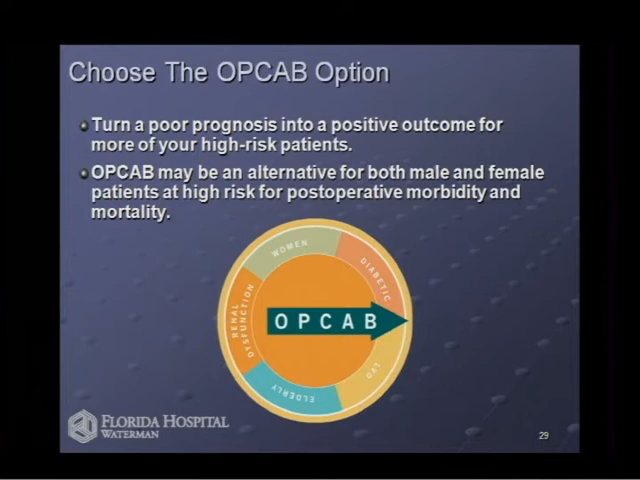 Choose The OPCAB Option
Turn a poor prognosis into a positive outcome for
more of your high-risk patients.
OPCAB may be an alternative for both male and female
patients at high risk for postoperative morbidity and
mortality.
WOMEN
DIABETIC
RENAL
DYSFUNCTION
OPCAB
LVD
ELDERLY
FLORIDA HOSPITAL
WATERMAN
29